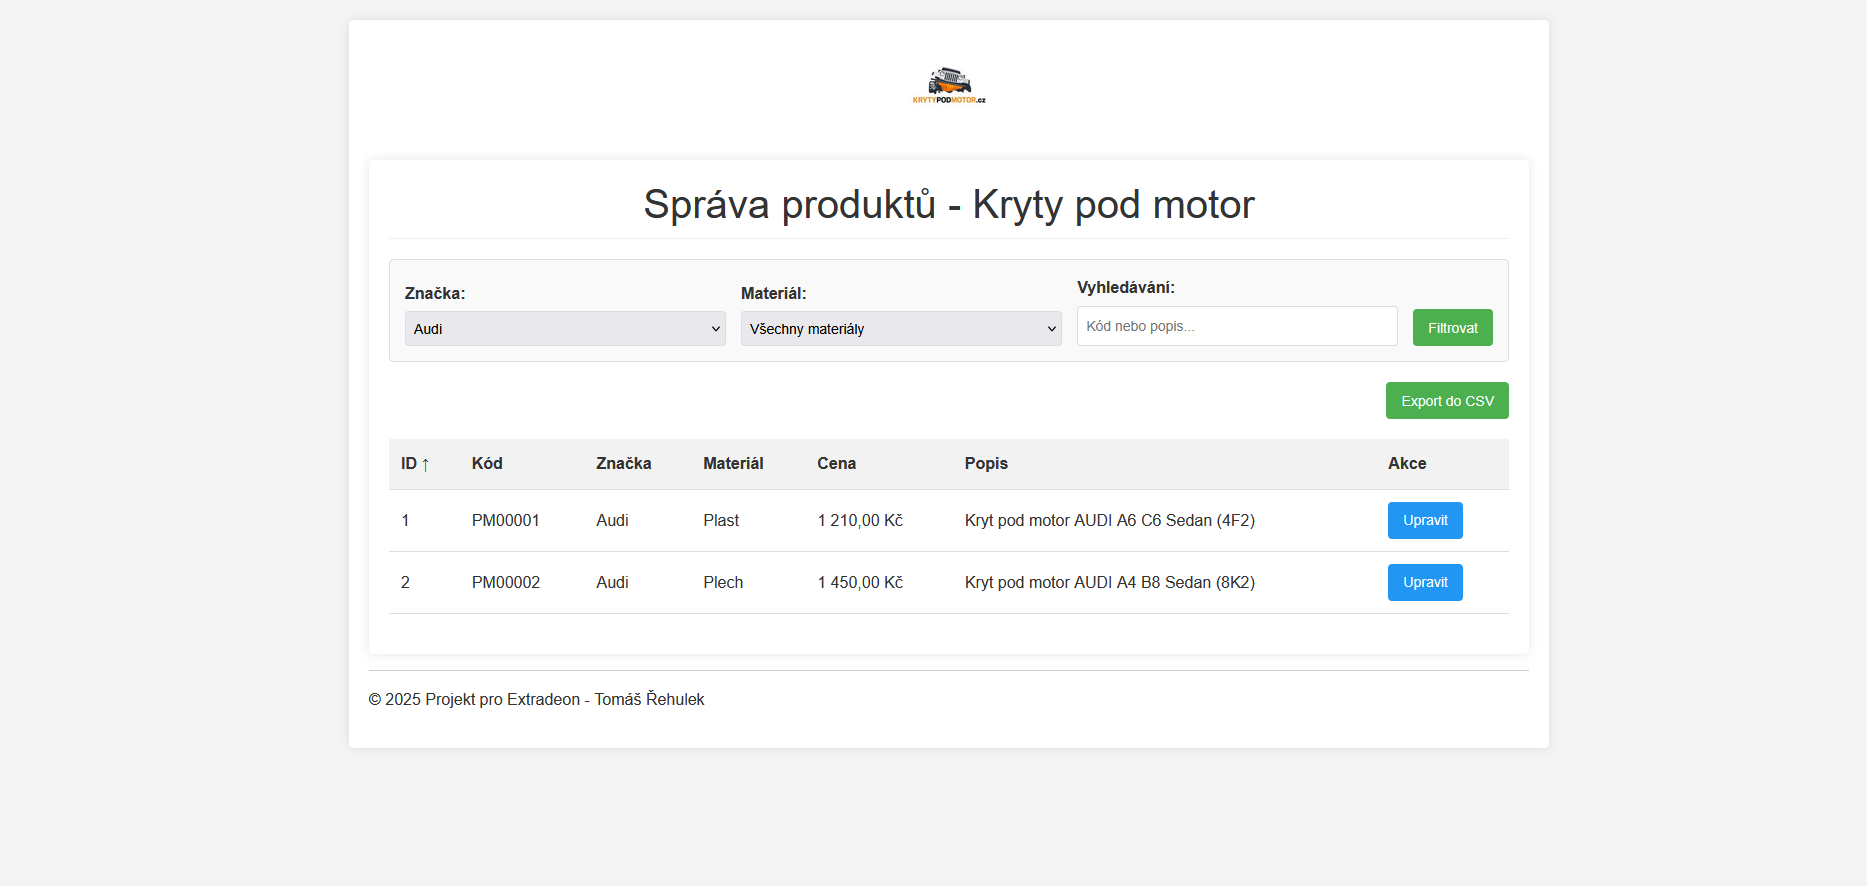 KRYTYPODMOTOR.cz
Správa produktů - Kryty pod motor
Značka:
Audi
Materiál:
Všechny materiály
Vyhledávání:
Kód nebo popis...
Filtrovat
Export do CSV
ID ↑ Kód Značka Materiál Cena Popis Akce
1 PM00001 Audi Plast 1 210,00 Kč Kryt pod motor AUDI A6 C6 Sedan (4F2) Upravit
2 PM00002 Audi Plech 1 450,00 Kč Kryt pod motor AUDI A4 B8 Sedan (8K2) Upravit
© 2025 Projekt pro Extradeon - Tomáš Řehulek